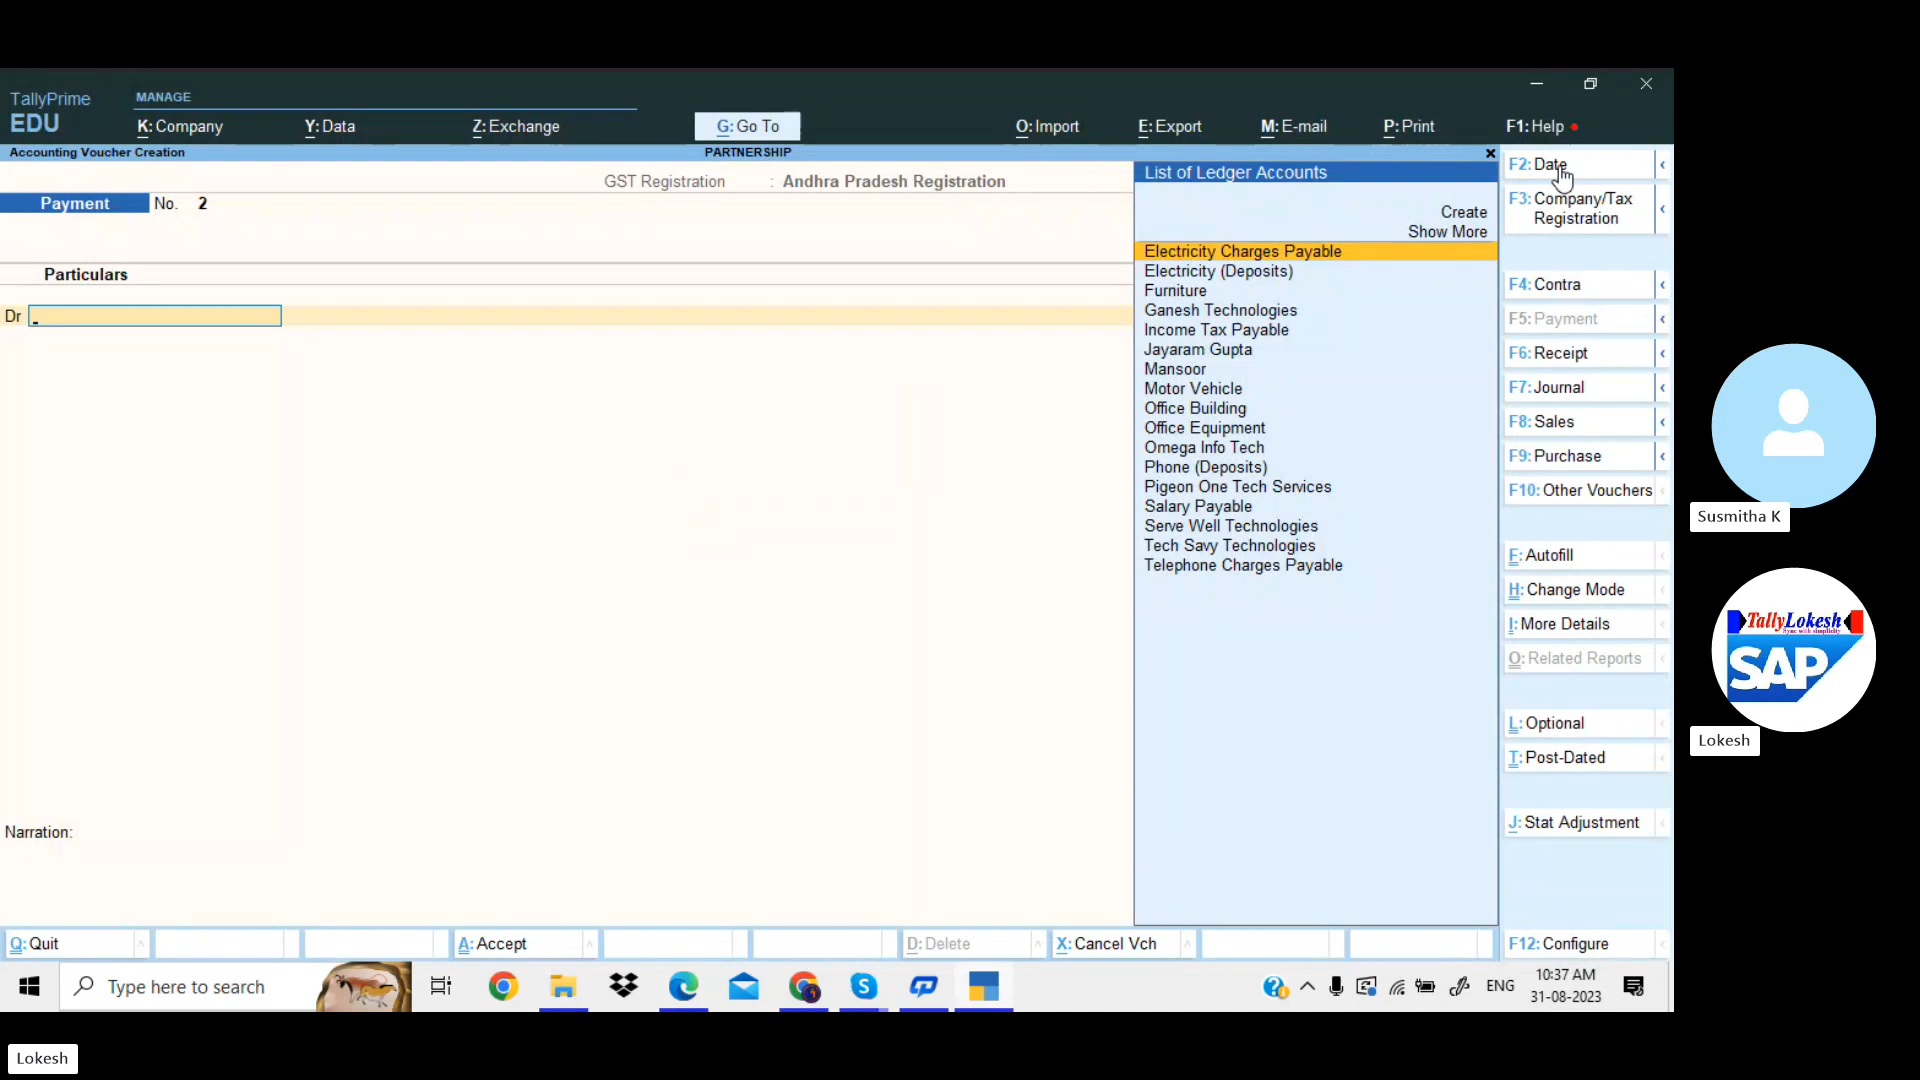 TallyPrime
EDU
MANAGE
K: Company
Y: Data
Z: Exchange
G: Go To
O: Import
E: Export
M: E-mail
P: Print
F1: Help
Accounting Voucher Creation
PARTNERSHIP
GST Registration : Andhra Pradesh Registration
Payment No. 2
Particulars
Dr
Narration:
List of Ledger Accounts
Create
Show More
Electricity Charges Payable
Electricity (Deposits)
Furniture
Ganesh Technologies
Income Tax Payable
Jayaram Gupta
Mansoor
Motor Vehicle
Office Building
Office Equipment
Omega Info Tech
Phone (Deposits)
Pigeon One Tech Services
Salary Payable
Serve Well Technologies
Tech Savy Technologies
Telephone Charges Payable
F2: Date
F3: Company/Tax
Registration
F4: Contra
F5: Payment
F6: Receipt
F7: Journal
F8: Sales
F9: Purchase
F10: Other Vouchers
F: Autofill
H: Change Mode
I: More Details
O: Related Reports
L: Optional
T: Post-Dated
J: Stat Adjustment
Q: Quit
A: Accept
D: Delete
X: Cancel Vch
F12: Configure
Type here to search
ENG
10:37 AM
31-08-2023
Susmitha K
TallyLokesh
Sync with simplicity
SAP
Lokesh
Lokesh